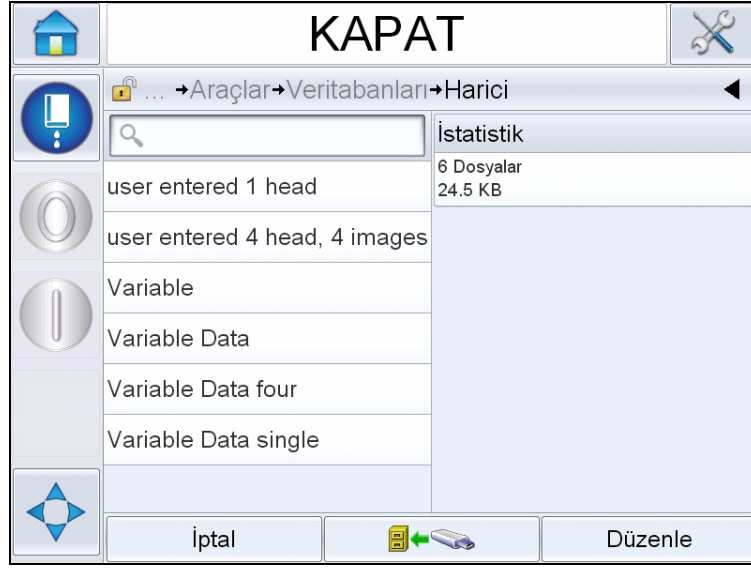 KAPAT
... →Araçlar→Veritabanları→Harici
İstatistik
6 Dosyalar
24.5 KB
user entered 1 head
user entered 4 head, 4 images
Variable
Variable Data
Variable Data four
Variable Data single
İptal
Düzenle